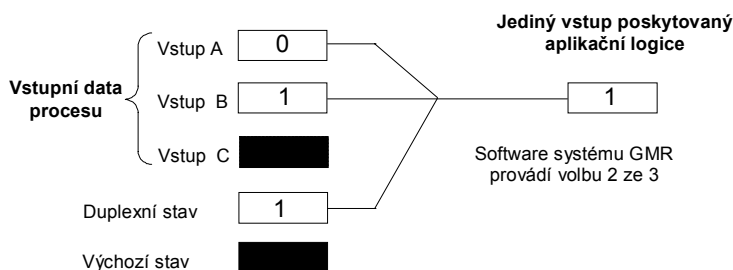 Jediný vstup poskytovaný
aplikační logice
Vstupní data
procesu
Vstup A
0
Vstup B
1
1
Vstup C
Software systému GMR
provádí volbu 2 ze 3
Duplexní stav
1
Výchozí stav